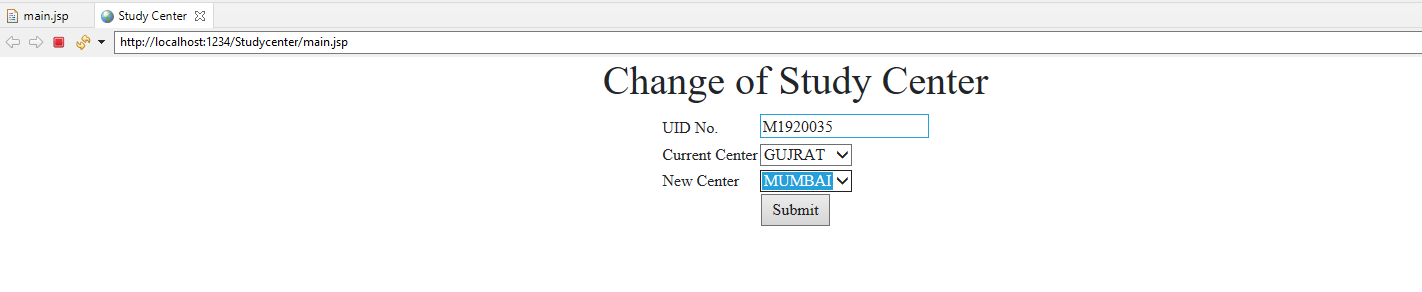 main.jsp Study Center
http://localhost:1234/Studycenter/main.jsp
Change of Study Center
UID No. M1920035
Current Center GUJRAT
New Center MUMBAI
Submit